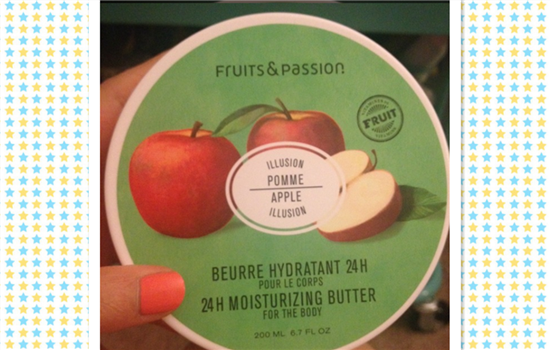 FRUITS & PASSION
FRUIT
ILLUSION
POMME
APPLE
ILLUSION
BEURRE HYDRATANT 24H
POUR LE CORPS
24H MOISTURIZING BUTTER
FOR THE BODY
200 ML 6.7 FL OZ